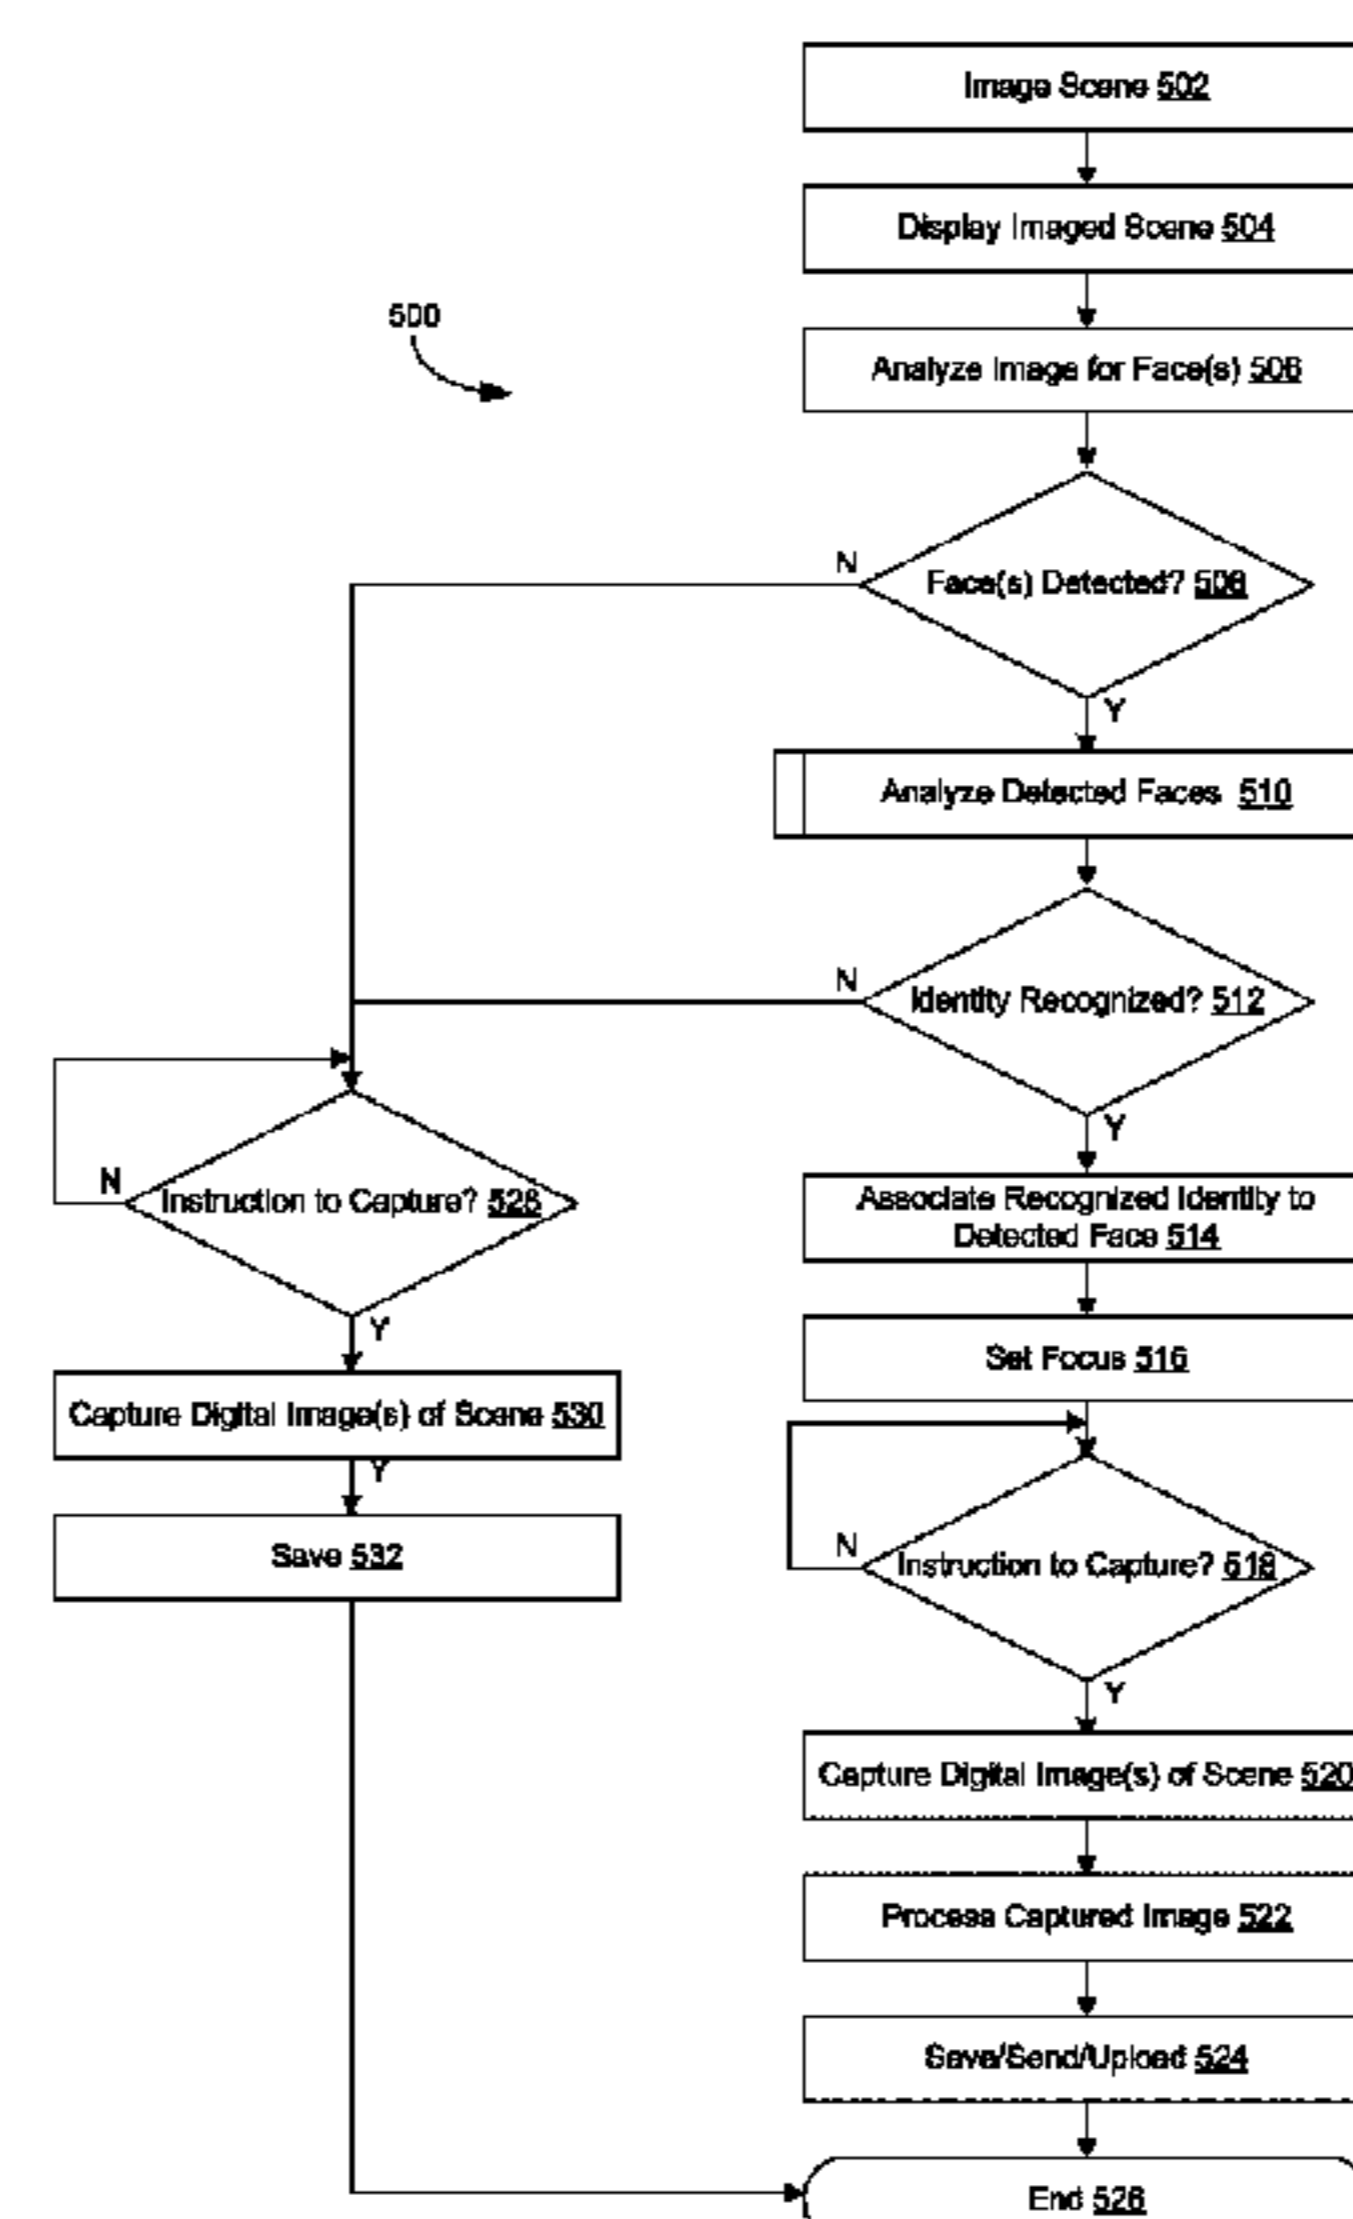 Image Scene 502
Display Imaged Scene 504
500
Analyze Image for Face(s) 506
N
Face(s) Detected? 508
Y
Analyze Detected Faces 510
N
Identity Recognized? 512
Y
Associate Recognized Identity to
Detected Face 514
Set Focus 516
N
Instruction to Capture? 518
Y
Capture Digital Image(s) of Scene 520
Process Captured Image 522
Save/Send/Upload 524
End 526
N
Instruction to Capture? 528
Y
Capture Digital Image(s) of Scene 530
Y
Save 532